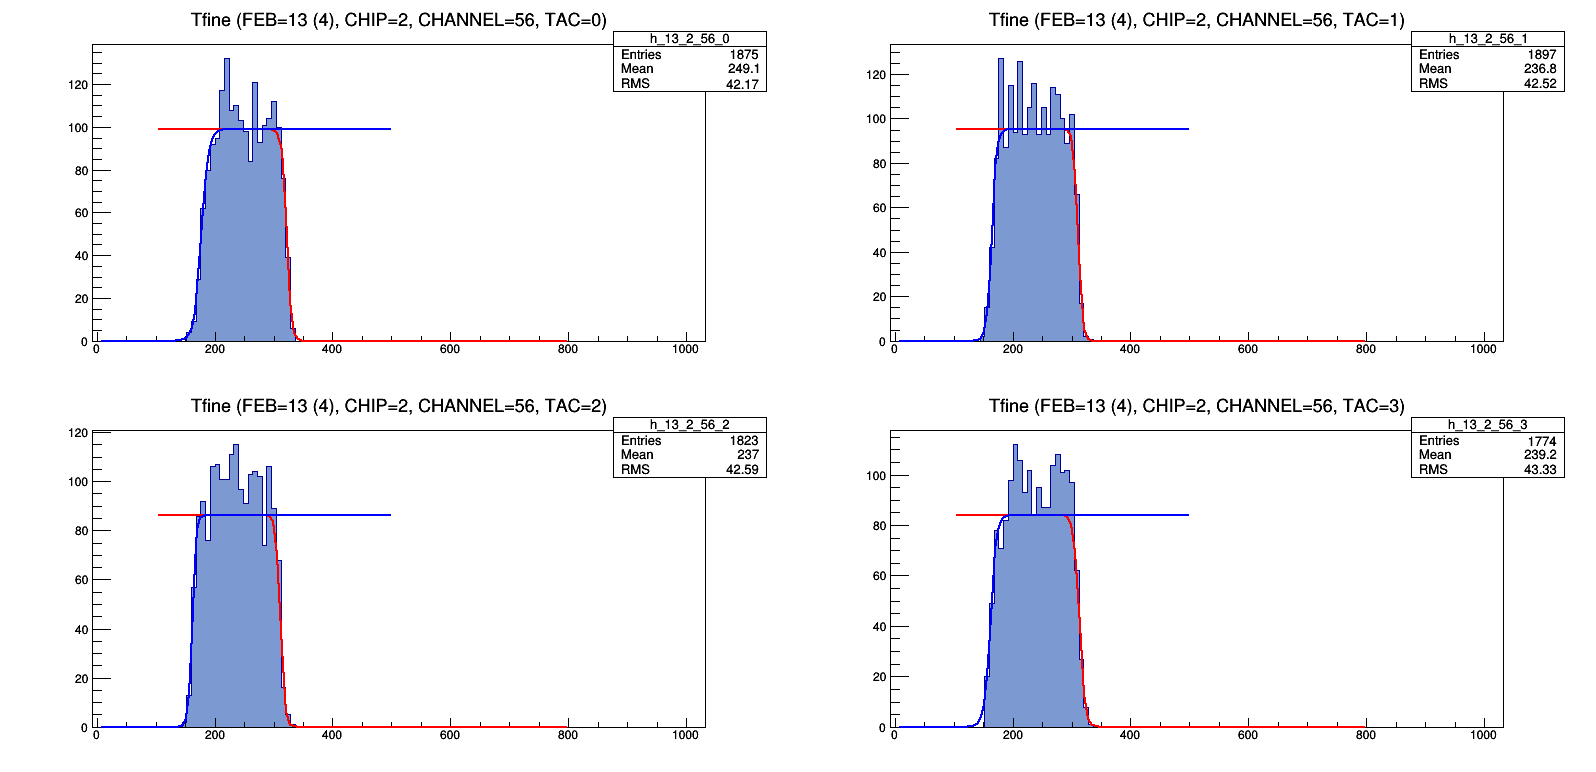 Tfine (FEB=13 (4), CHIP=2, CHANNEL=56, TAC=0)
h_13_2_56_0
Entries 1875
Mean 249.1
RMS 42.17
120
100
80
60
40
20
0
0 200 400 600 800 1000
Tfine (FEB=13 (4), CHIP=2, CHANNEL=56, TAC=1)
h_13_2_56_1
Entries 1897
Mean 236.8
RMS 42.52
120
100
80
60
40
20
0
0 200 400 600 800 1000
Tfine (FEB=13 (4), CHIP=2, CHANNEL=56, TAC=2)
h_13_2_56_2
Entries 1823
Mean 237
RMS 42.59
120
100
80
60
40
20
0
0 200 400 600 800 1000
Tfine (FEB=13 (4), CHIP=2, CHANNEL=56, TAC=3)
h_13_2_56_3
Entries 1774
Mean 239.2
RMS 43.33
100
80
60
40
20
0
0 200 400 600 800 1000